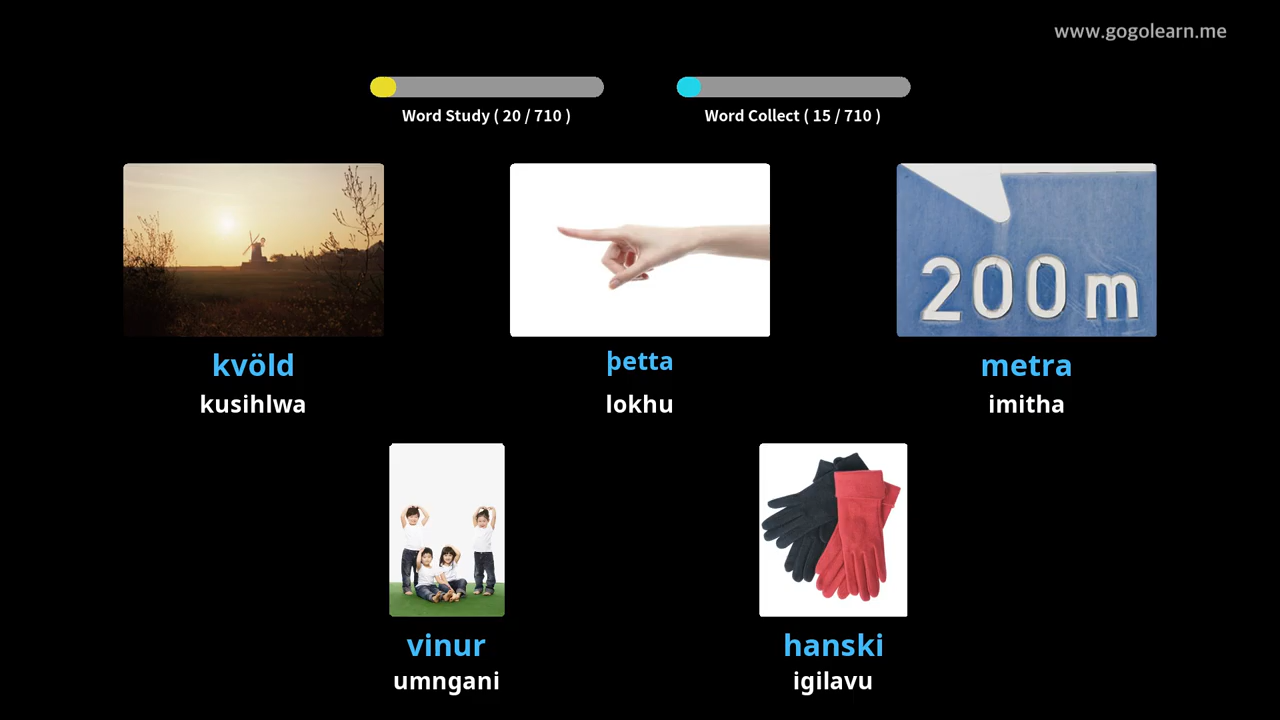 www.gogolearn.me
Word Study ( 20 / 710 )
Word Collect ( 15 / 710 )
200m
kvöld
kusihlwa
þetta
lokhu
metra
imitha
vinur
umngani
hanski
igilavu